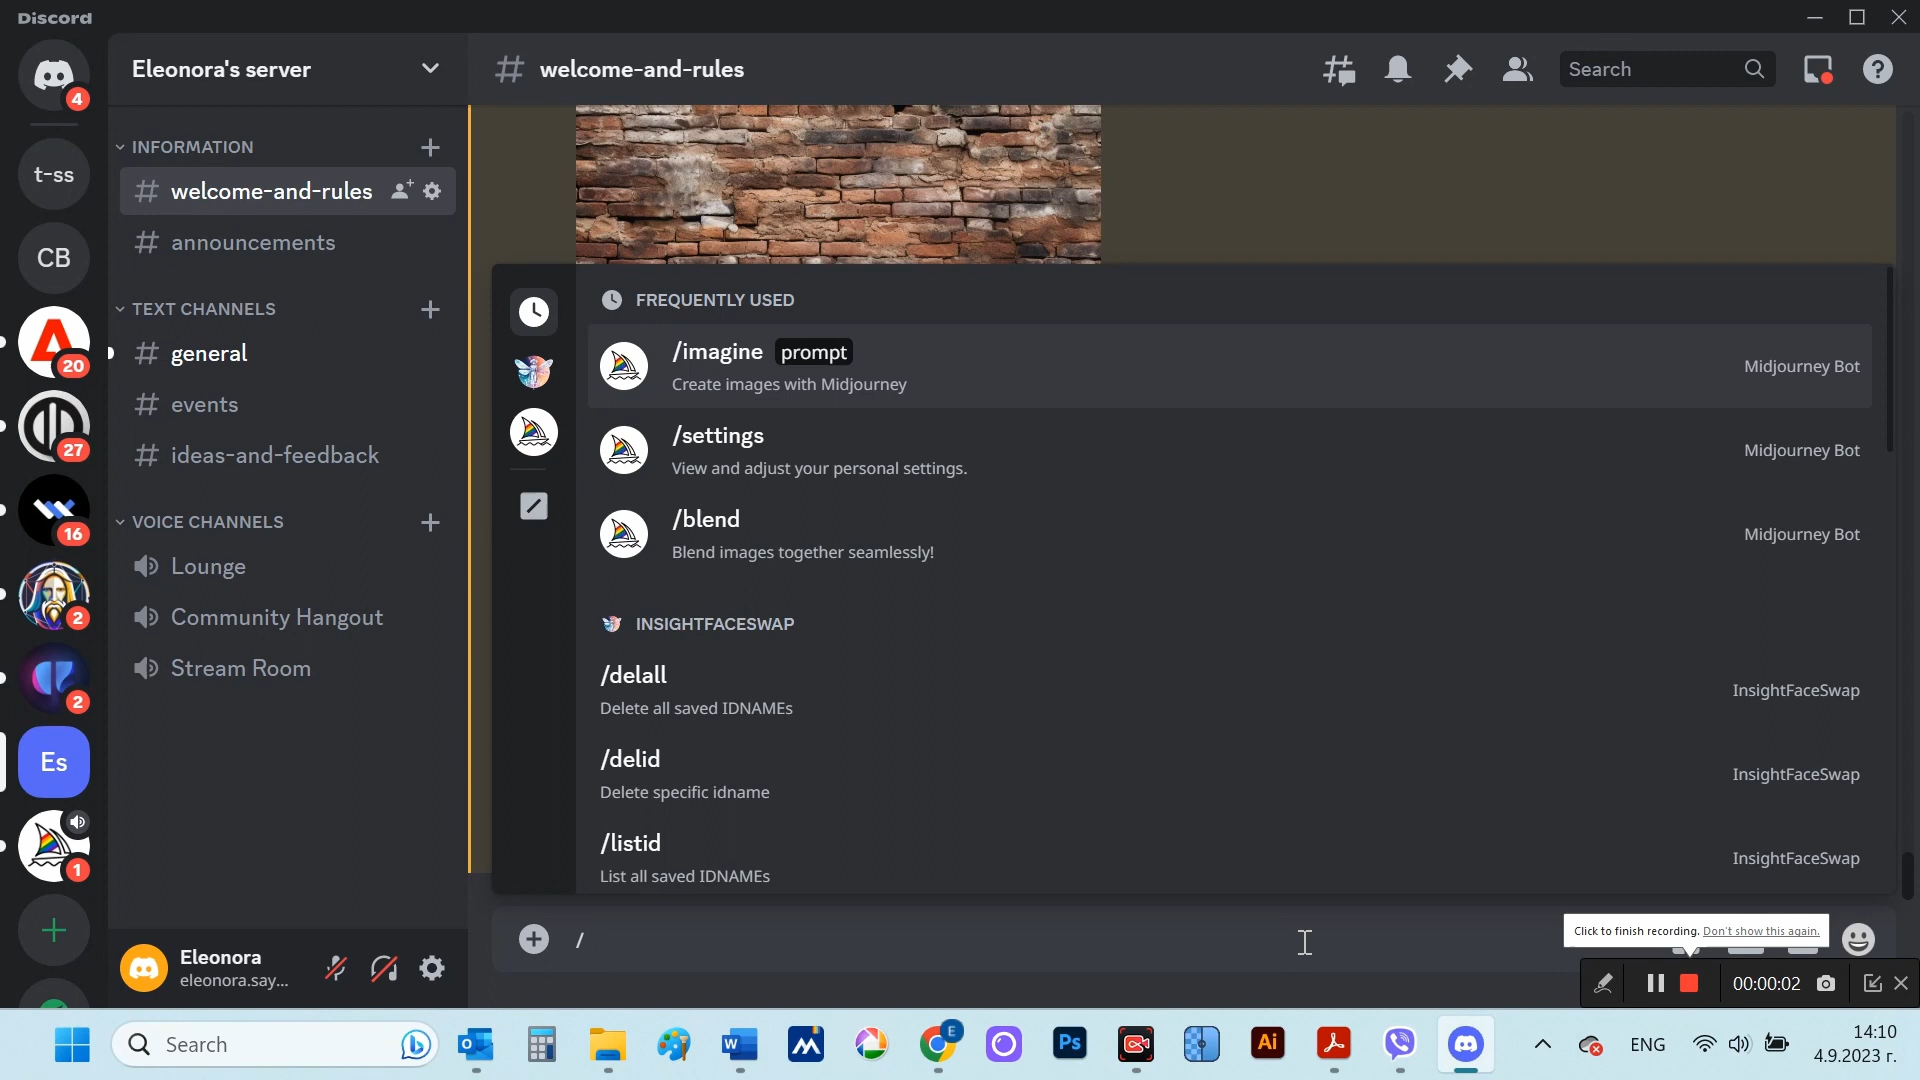 Discord
4
t-ss
CB
20
27
16
2
2
Es
1
Eleonora's server
INFORMATION
welcome-and-rules
announcements
TEXT CHANNELS
general
events
ideas-and-feedback
VOICE CHANNELS
Lounge
Community Hangout
Stream Room
Eleonora
eleonora.say...
# welcome-and-rules
Search
FREQUENTLY USED
/imagine prompt
Create images with Midjourney
Midjourney Bot
/settings
View and adjust your personal settings.
Midjourney Bot
/blend
Blend images together seamlessly!
Midjourney Bot
INSIGHTFACESWAP
/delall
Delete all saved IDNAMEs
InsightFaceSwap
/delid
Delete specific idname
InsightFaceSwap
/listid
List all saved IDNAMEs
InsightFaceSwap
/
Click to finish recording. Don't show this again.
00:00:02
Search
E
Ps
Ai
ENG
14:10
4.9.2023 г.